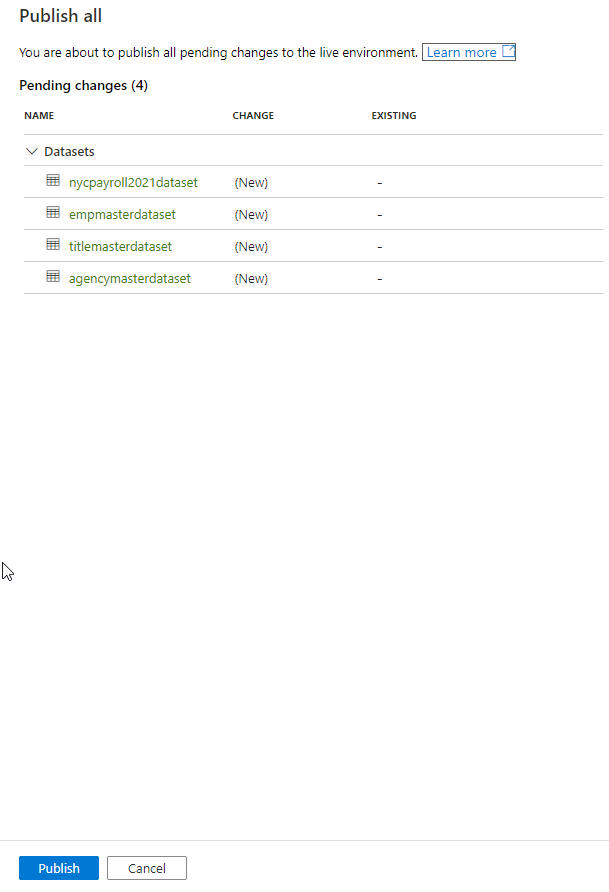 Publish all
You are about to publish all pending changes to the live environment. Learn more
Pending changes (4)
NAME CHANGE EXISTING
Datasets
nycpayroll2021dataset (New) -
empmasterdataset (New) -
titlemasterdataset (New) -
agencymasterdataset (New) -
Publish Cancel